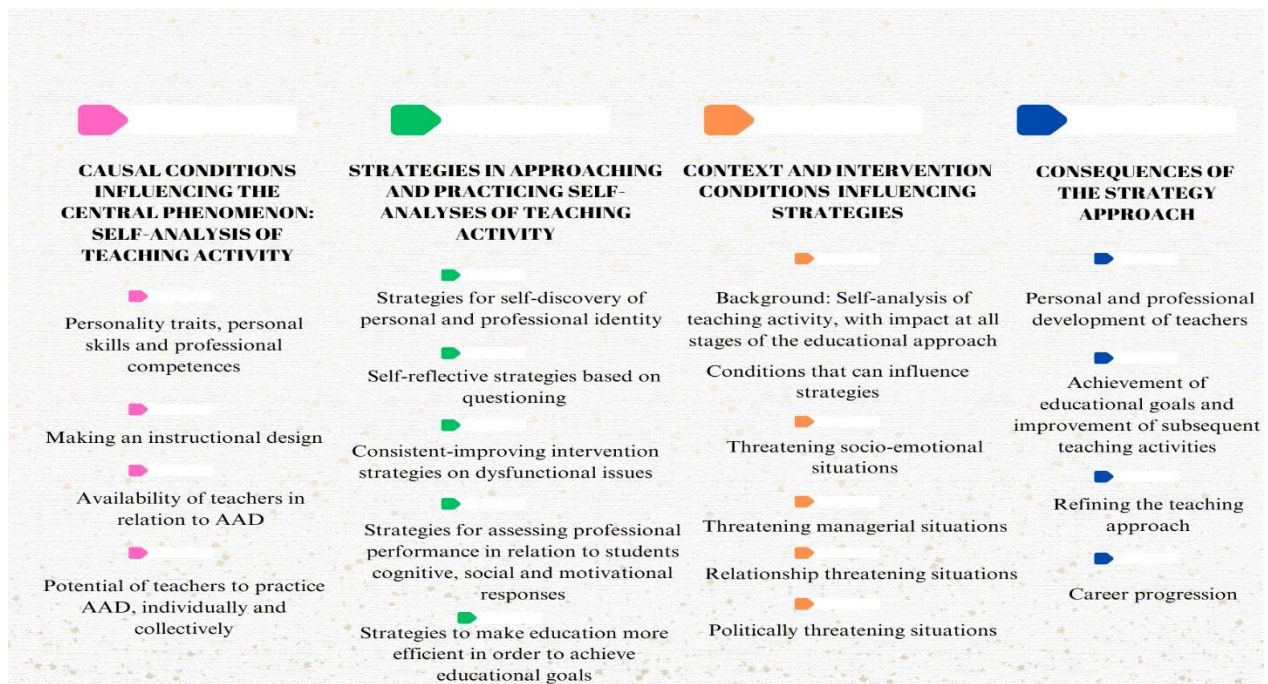 CAUSAL CONDITIONS
INFLUENCING THE
CENTRAL PHENOMENON:
SELF-ANALYSIS OF
TEACHING ACTIVITY
Personality traits, personal
skills and professional
competences
Making an instructional design
Availability of teachers in
relation to AAD
Potential of teachers to practice
AAD, individually and
collectively
STRATEGIES IN APPROACHING
AND PRACTICING SELF-
ANALYSES OF TEACHING
ACTIVITY
Strategies for self-discovery of
personal and professional identity
Self-reflective strategies based on
questioning
Consistent-improving intervention
strategies on dysfunctional issues
Strategies for assessing professional
performance in relation to students
cognitive, social and motivational
responses
Strategies to make education more
efficient in order to achieve
educational goals
CONTEXT AND INTERVENTION
CONDITIONS INFLUENCING
STRATEGIES
Background: Self-analysis of
teaching activity, with impact at all
stages of the educational approach
Conditions that can influence
strategies
Threatening socio-emotional
situations
Threatening managerial situations
Relationship threatening situations
Politically threatening situations
CONSEQUENCES OF
THE STRATEGY
APPROACH
Personal and professional
development of teachers
Achievement of
educational goals and
improvement of subsequent
teaching activities
Refining the teaching
approach
Career progression